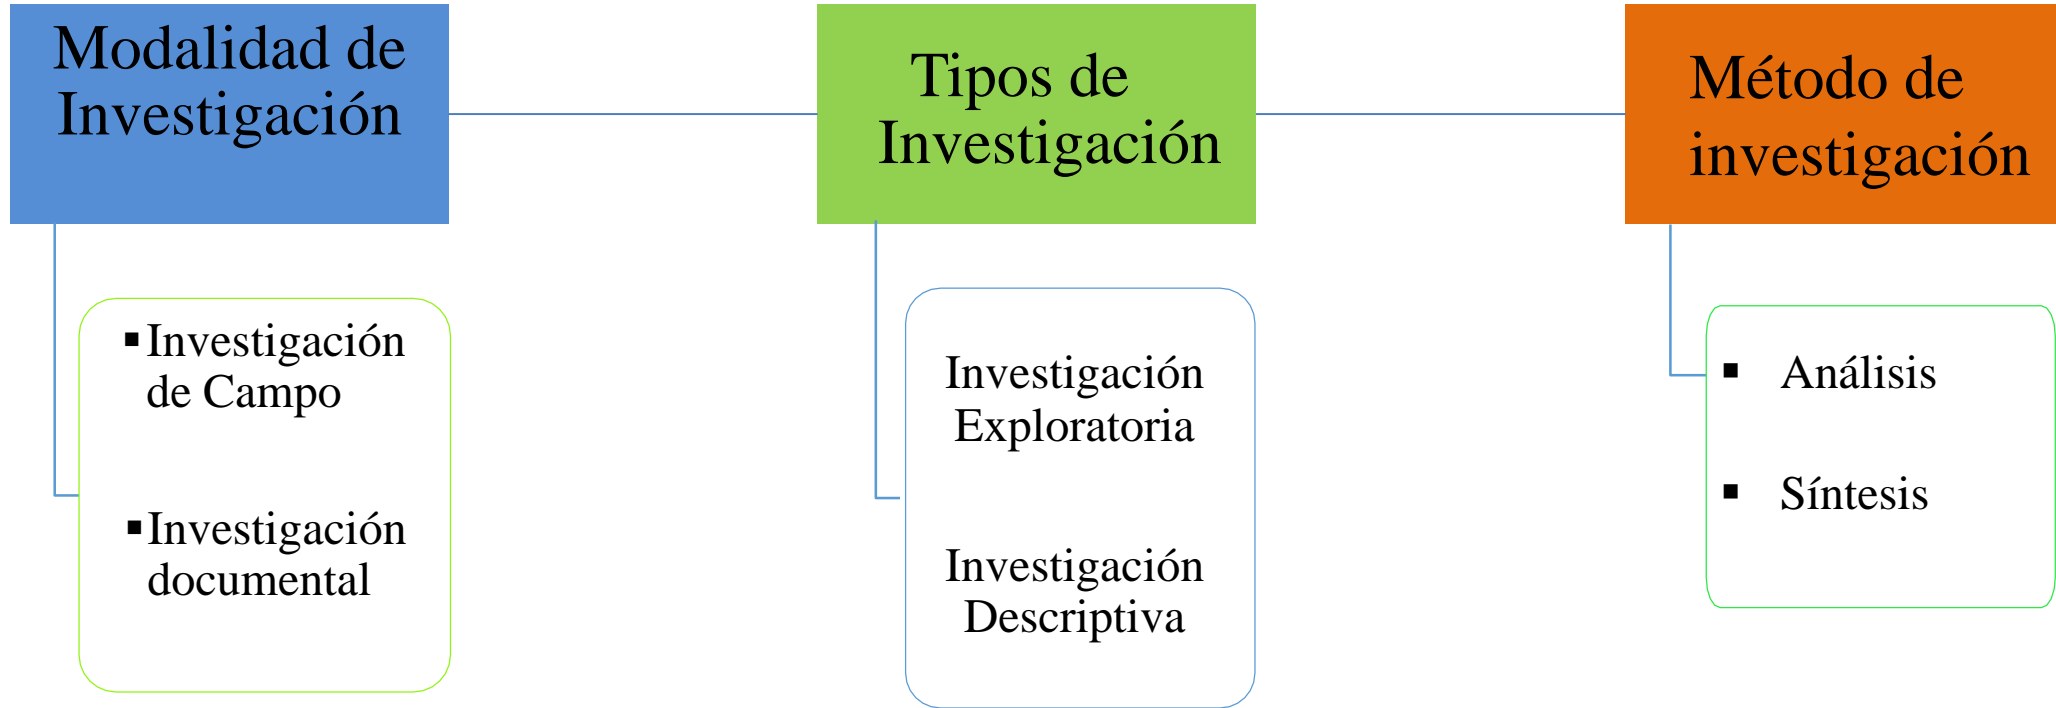 Modalidad de
Investigación
▪Investigación
de Campo
▪Investigación
documental
Tipos de
Investigación
Investigación
Exploratoria
Investigación
Descriptiva
Método de
investigación
▪ Análisis
▪ Síntesis